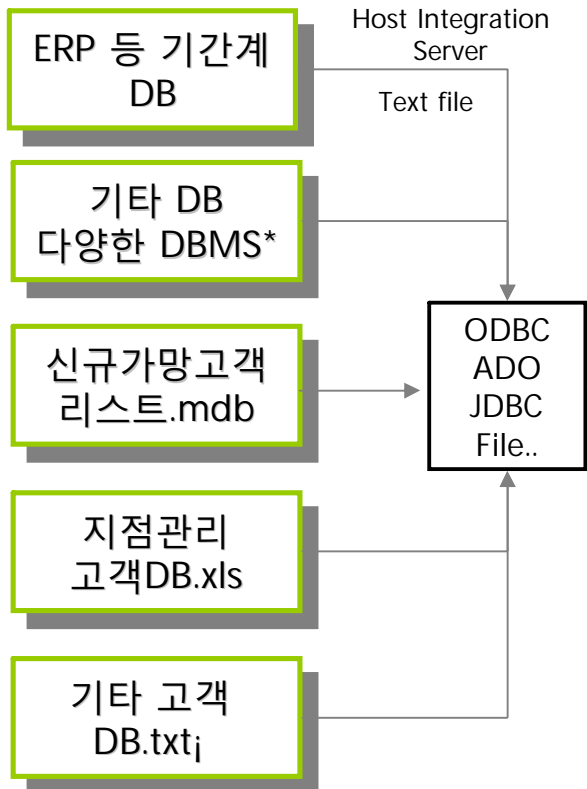 ERP 등 기간계
DB
Host Integration
Server
Text file
기타 DB
다양한 DBMS*
신규가망고객
리스트.mdb
ODBC
ADO
JDBC
File..
지점관리
고객DB.xls
기타 고객
DB.txt¡